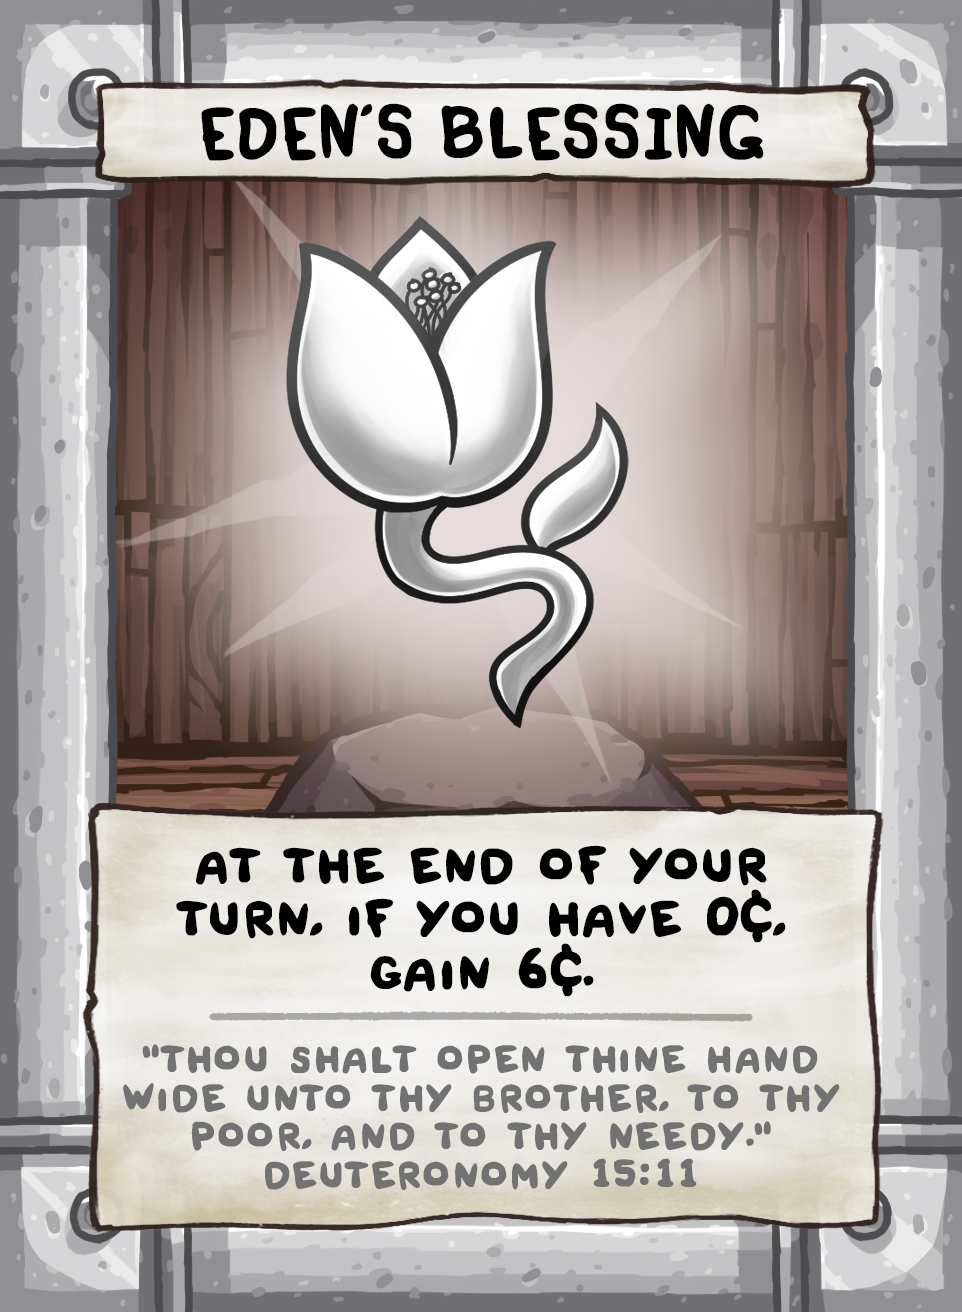 EDEN'S BLESSING
AT THE END OF YOUR
TURN, IF YOU HAVE 0¢,
GAIN 6¢.
"THOU SHALT OPEN THINE HAND
WIDE UNTO THY BROTHER, TO THY
POOR, AND TO THY NEEDY."
DEUTERONOMY 15:11